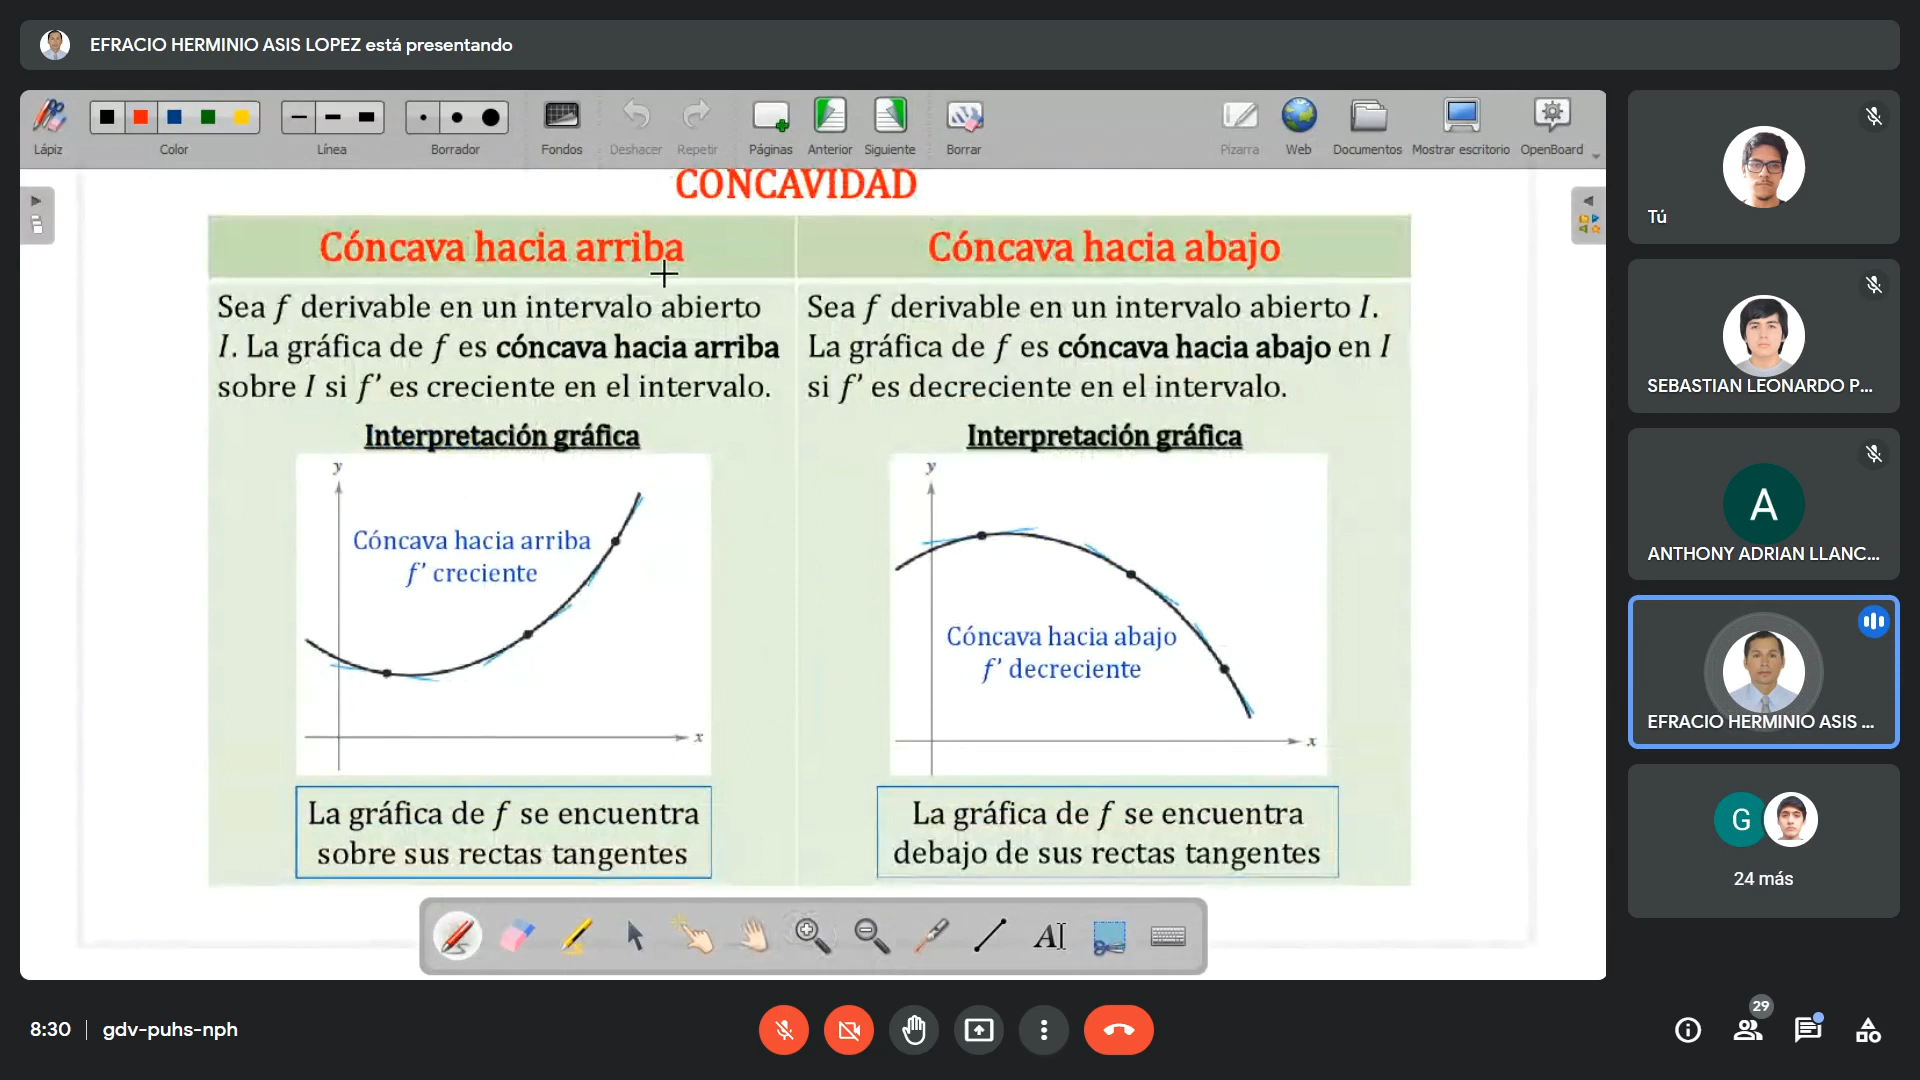 EFRACIO HERMINIO ASIS LOPEZ está presentando
Lápiz
Color
Línea
Borrador
Fondos
Deshacer
Repetir
Páginas
Anterior
Siguiente
Borrar
Pizarra
Web
Documentos
Mostrar escritorio
OpenBoard
CONCAVIDAD
Cóncava hacia arriba
Sea f derivable en un intervalo abierto
I. La gráfica de f es cóncava hacia arriba
sobre I si f’ es creciente en el intervalo.
Interpretación gráfica
y
Cóncava hacia arriba
f’ creciente
x
La gráfica de f se encuentra
sobre sus rectas tangentes
Cóncava hacia abajo
Sea f derivable en un intervalo abierto I.
La gráfica de f es cóncava hacia abajo en I
si f’ es decreciente en el intervalo.
Interpretación gráfica
y
Cóncava hacia abajo
f’ decreciente
x
La gráfica de f se encuentra
debajo de sus rectas tangentes
AI
Tú
SEBASTIAN LEONARDO P...
A
ANTHONY ADRIAN LLANC...
EFRACIO HERMINIO ASIS ...
G
24 más
8:30 | gdv-puhs-nph
29